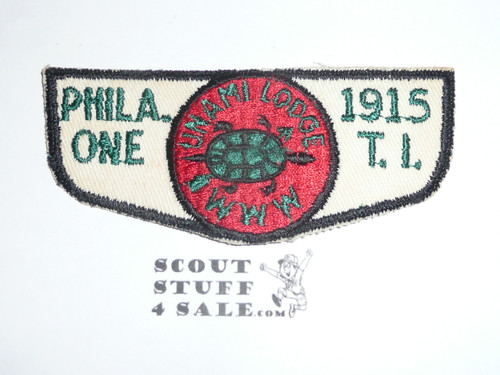 PHILA.
ONE
UNAMI LODGE
WWW
1915
T. I.
SCOUT
STUFF
4 SALE.COM